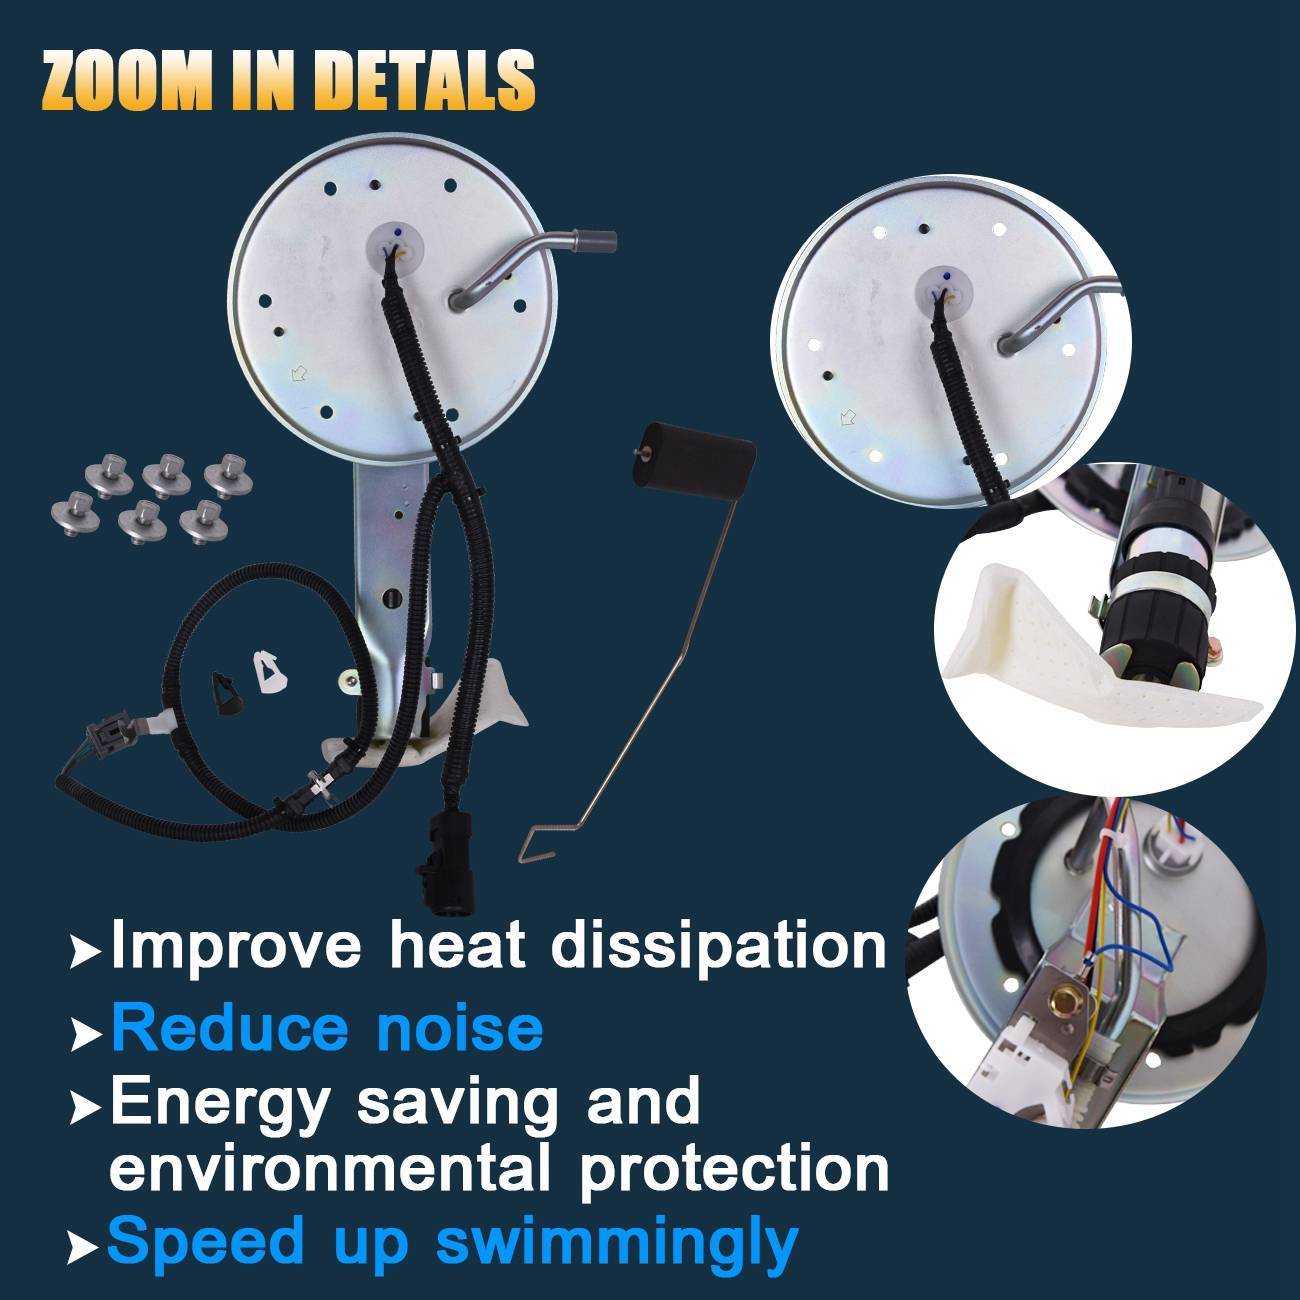 ZOOM IN DETALS
➤Improve heat dissipation
➤Reduce noise
➤Energy saving and
environmental protection
➤Speed up swimmingly